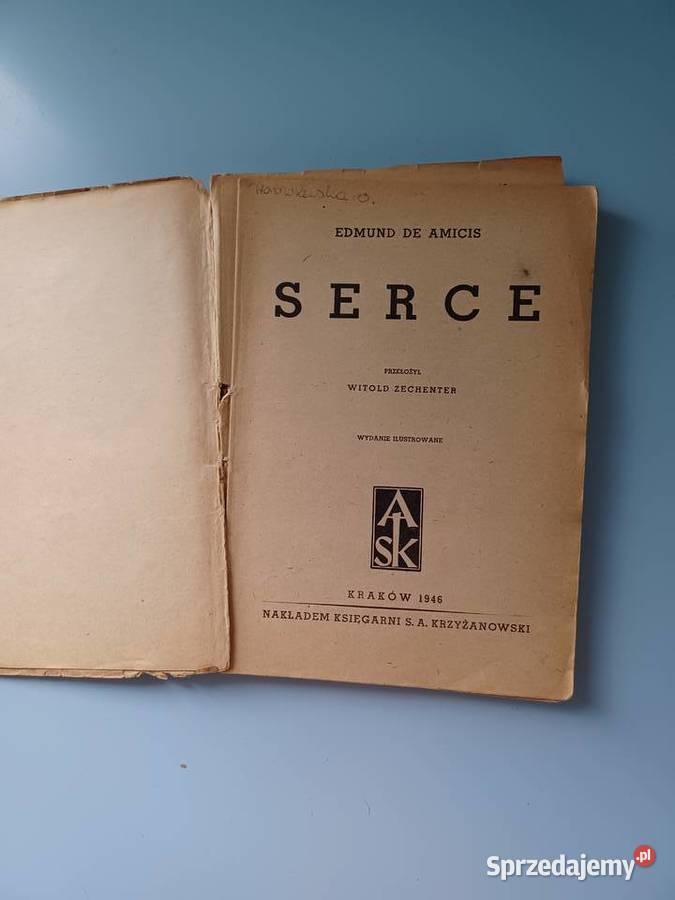 EDMUND DE AMICIS
SERCE
PRZEŁOŻYŁ
WITOLD ZECHENTER
WYDANIE ILUSTROWANE
ASK
KRAKÓW 1946
NAKŁADEM KSIĘGARNI S. A. KRZYŻANOWSKI
Sprzedajemy.pl